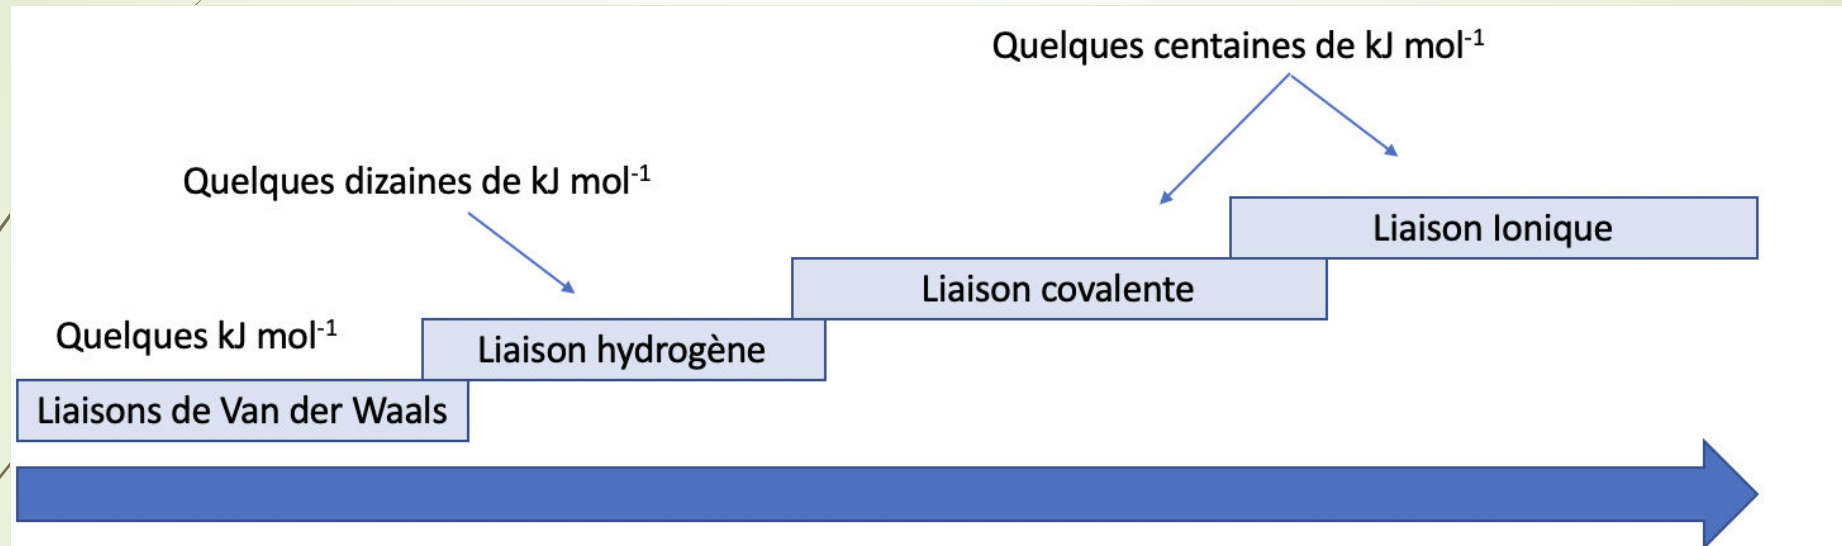 Quelques centaines de kJ mol⁻¹
Quelques dizaines de kJ mol⁻¹
Liaison Ionique
Liaison covalente
Quelques kJ mol⁻¹
Liaison hydrogène
Liaisons de Van der Waals